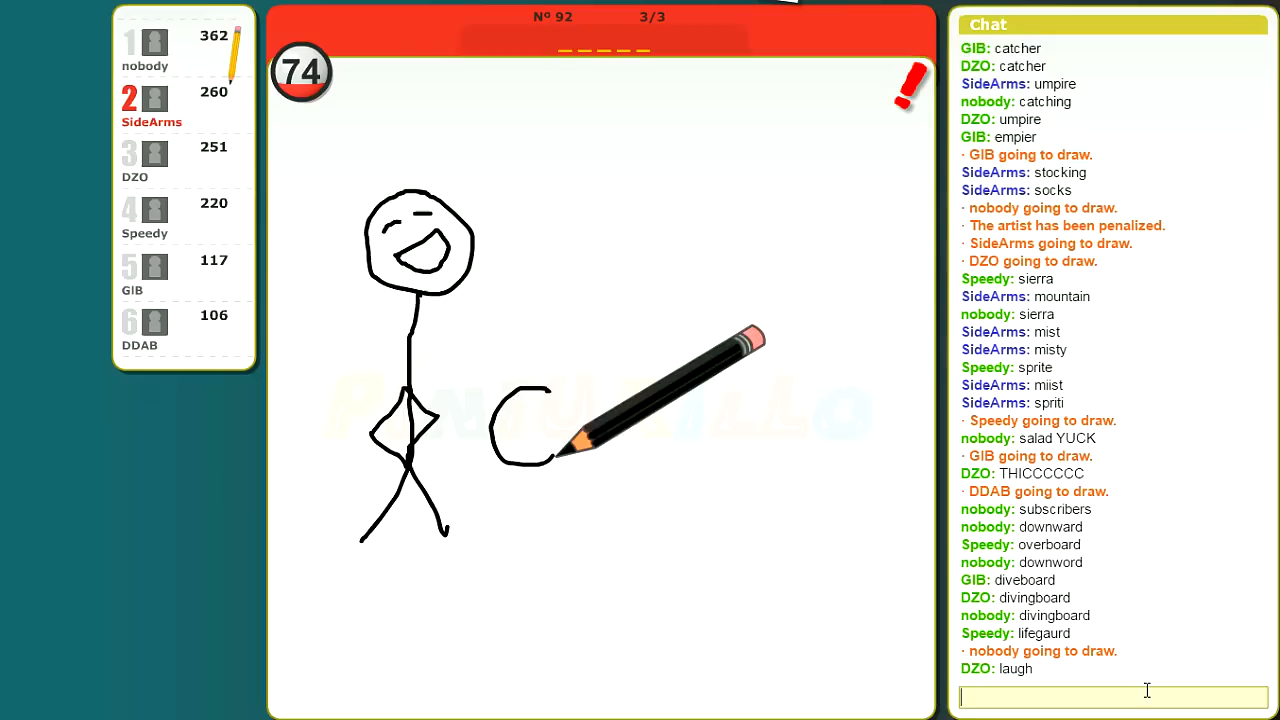 Nº 92 3/3
_ _ _ _ _
74
1 362
nobody
2 260
SideArms
3 251
DZO
4 220
Speedy
5 117
GIB
6 106
DDAB
Chat
GIB: catcher
DZO: catcher
SideArms: umpire
nobody: catching
DZO: umpire
GIB: empier
· GIB going to draw.
SideArms: stocking
SideArms: socks
· nobody going to draw.
· The artist has been penalized.
· SideArms going to draw.
· DZO going to draw.
Speedy: sierra
SideArms: mountain
nobody: sierra
SideArms: mist
SideArms: misty
Speedy: sprite
SideArms: miist
SideArms: spriti
· Speedy going to draw.
nobody: salad YUCK
· GIB going to draw.
DZO: THICCCCCC
· DDAB going to draw.
nobody: subscribers
nobody: downward
Speedy: overboard
nobody: downword
GIB: diveboard
DZO: divingboard
nobody: divingboard
Speedy: lifegaurd
· nobody going to draw.
DZO: laugh